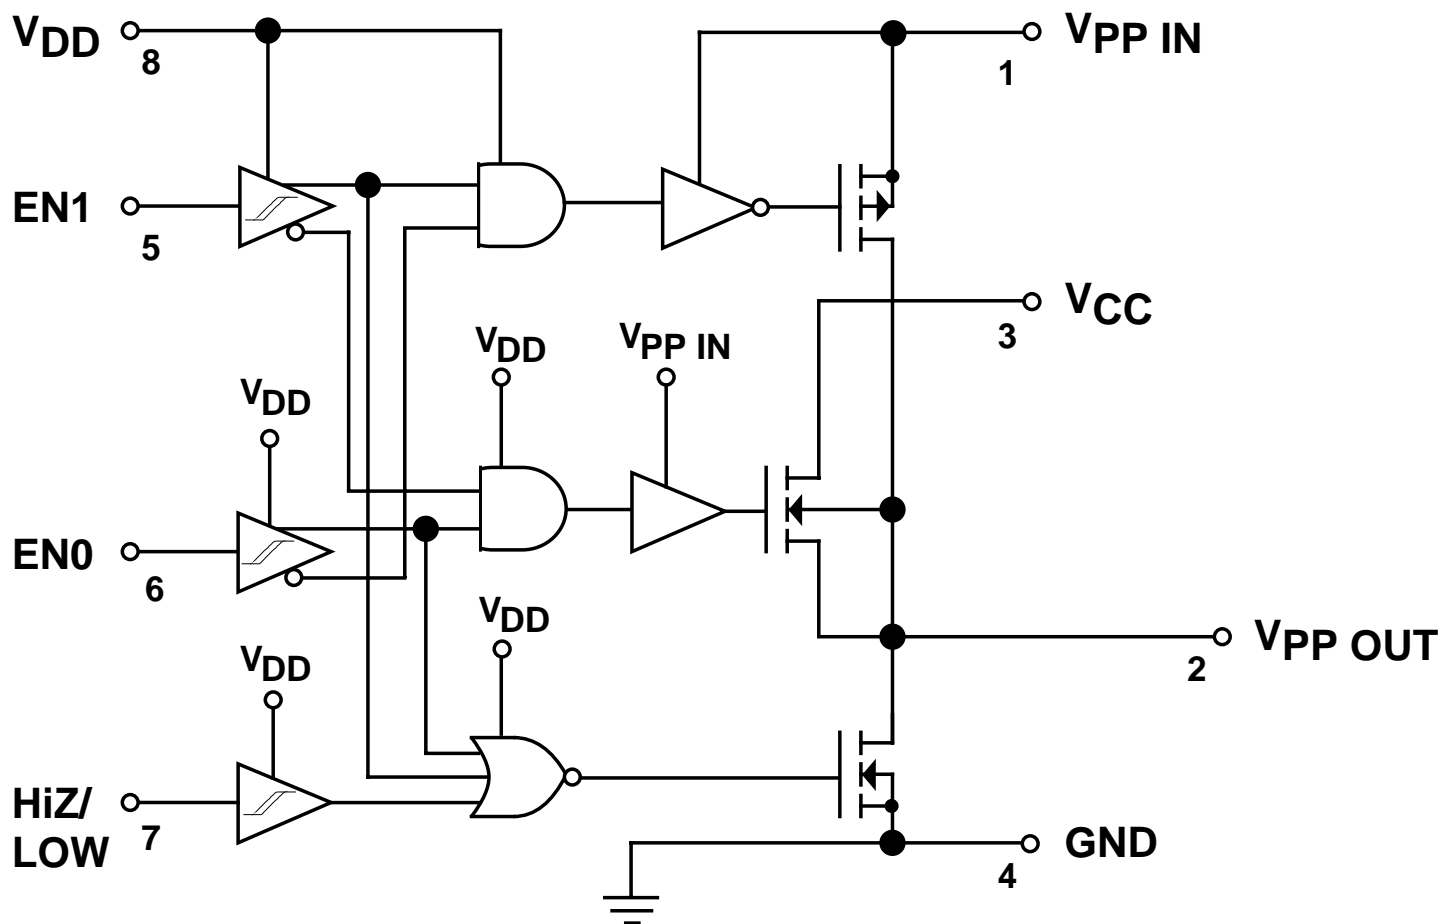 VDD
8
VPP IN
1
EN1
5
VCC
3
VDD
VPP IN
VDD
EN0
6
VDD
VPP OUT
2
VDD
HiZ/
LOW
7
GND
4